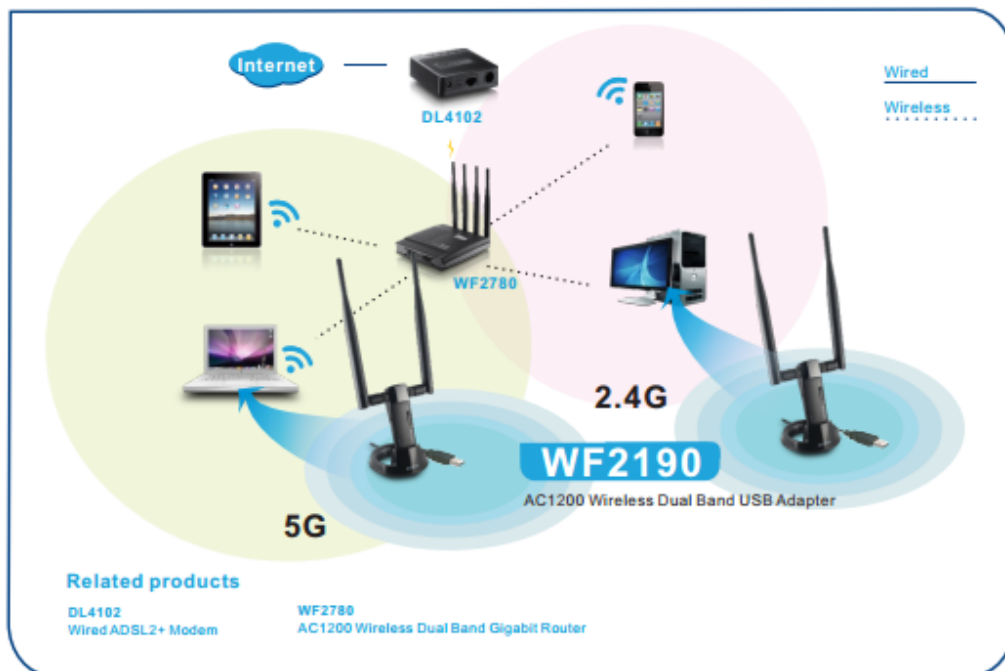 Internet
DL4102
Wired
Wireless
WF2780
2.4G
WF2190
AC1200 Wireless Dual Band USB Adapter
5G
Related products
DL4102
Wired ADSL2+ Modem
WF2780
AC1200 Wireless Dual Band Gigabit Router